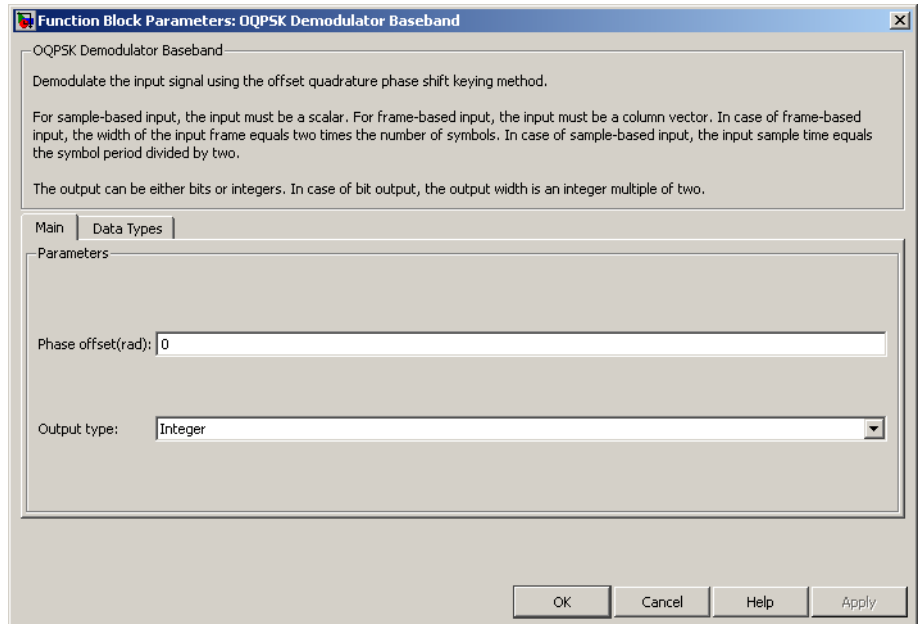 Function Block Parameters: OQPSK Demodulator Baseband
OQPSK Demodulator Baseband
Demodulate the input signal using the offset quadrature phase shift keying method.
For sample-based input, the input must be a scalar. For frame-based input, the input must be a column vector. In case of frame-based
input, the width of the input frame equals two times the number of symbols. In case of sample-based input, the input sample time equals
the symbol period divided by two.
The output can be either bits or integers. In case of bit output, the output width is an integer multiple of two.
Main Data Types
Parameters
Phase offset(rad): 0
Output type: Integer
OK Cancel Help Apply